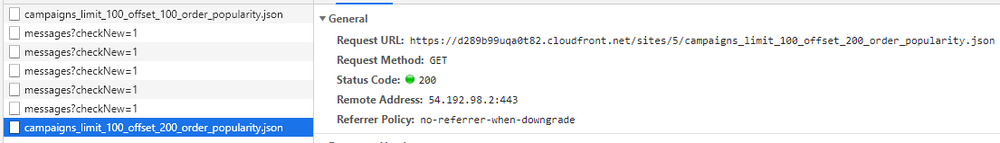 campaigns_limit_100_offset_100_order_popularity.json
messages?checkNew=1
messages?checkNew=1
messages?checkNew=1
messages?checkNew=1
messages?checkNew=1
campaigns_limit_100_offset_200_order_popularity.json
General
Request URL: https://d289b99uqa0t82.cloudfront.net/sites/5/campaigns_limit_100_offset_200_order_popularity.json
Request Method: GET
Status Code: 200
Remote Address: 54.192.98.2:443
Referrer Policy: no-referrer-when-downgrade